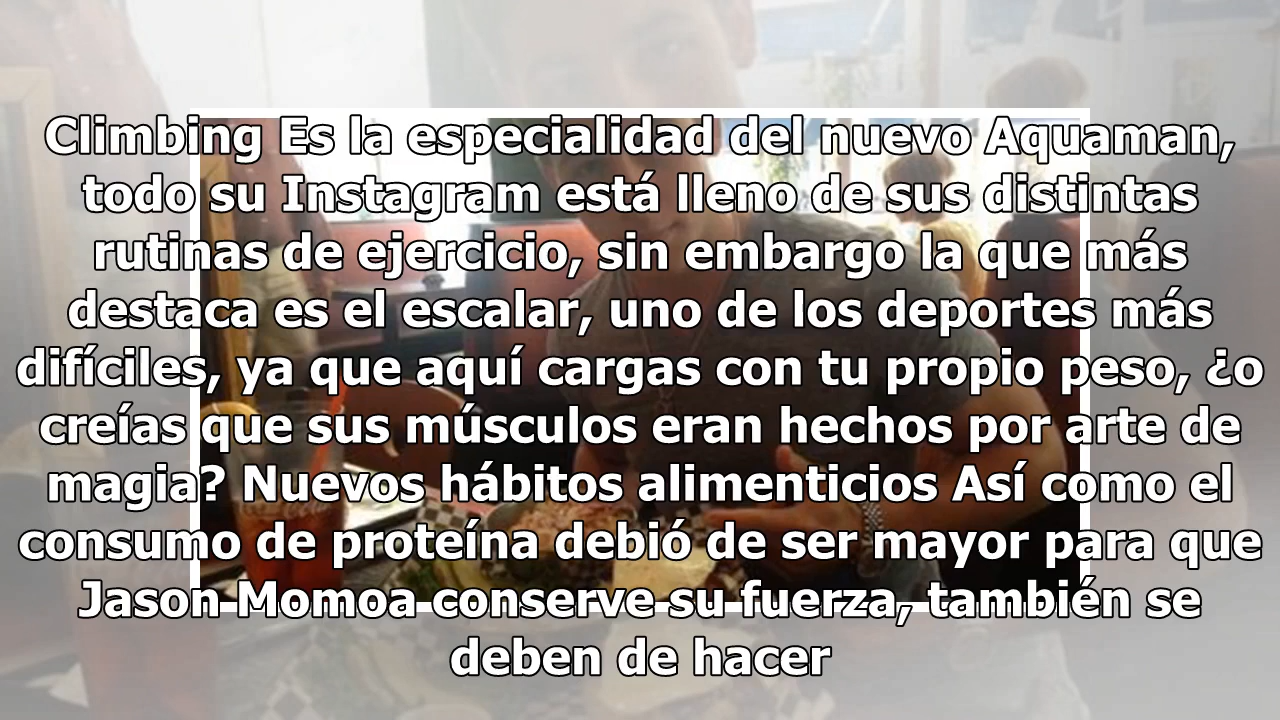 Climbing Es la especialidad del nuevo Aquaman,
todo su Instagram está lleno de sus distintas
rutinas de ejercicio, sin embargo la que más
destaca es el escalar, uno de los deportes más
difíciles, ya que aquí cargas con tu propio peso, ¿o
creías que sus músculos eran hechos por arte de
magia? Nuevos hábitos alimenticios Así como el
consumo de proteína debió de ser mayor para que
Jason Momoa conserve su fuerza, también se
deben de hacer